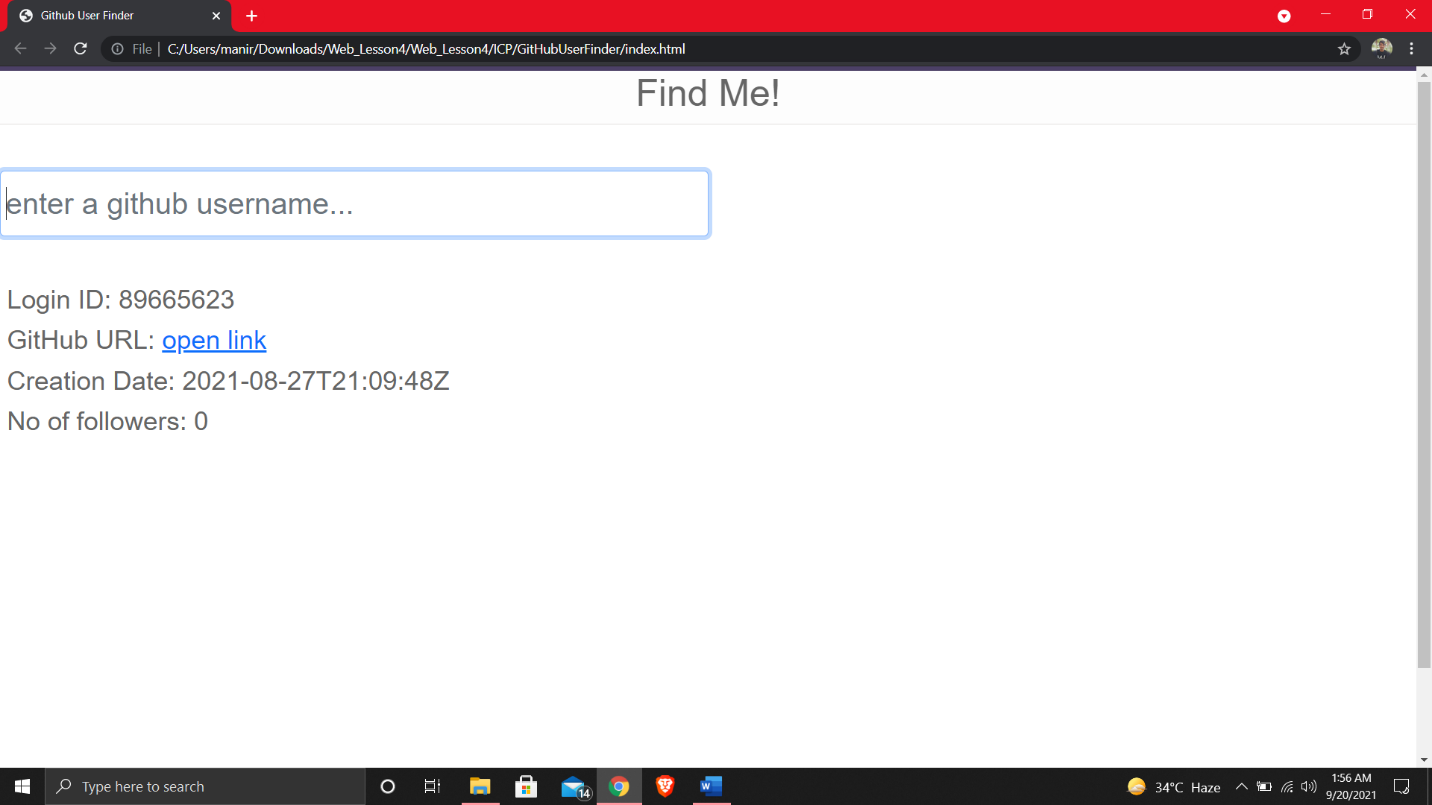 Github User Finder
File | C:/Users/manir/Downloads/Web_Lesson4/Web_Lesson4/ICP/GitHubUserFinder/index.html
Find Me!
enter a github username...
Login ID: 89665623
GitHub URL: open link
Creation Date: 2021-08-27T21:09:48Z
No of followers: 0
Type here to search
14
W
34°C Haze
1:56 AM
9/20/2021